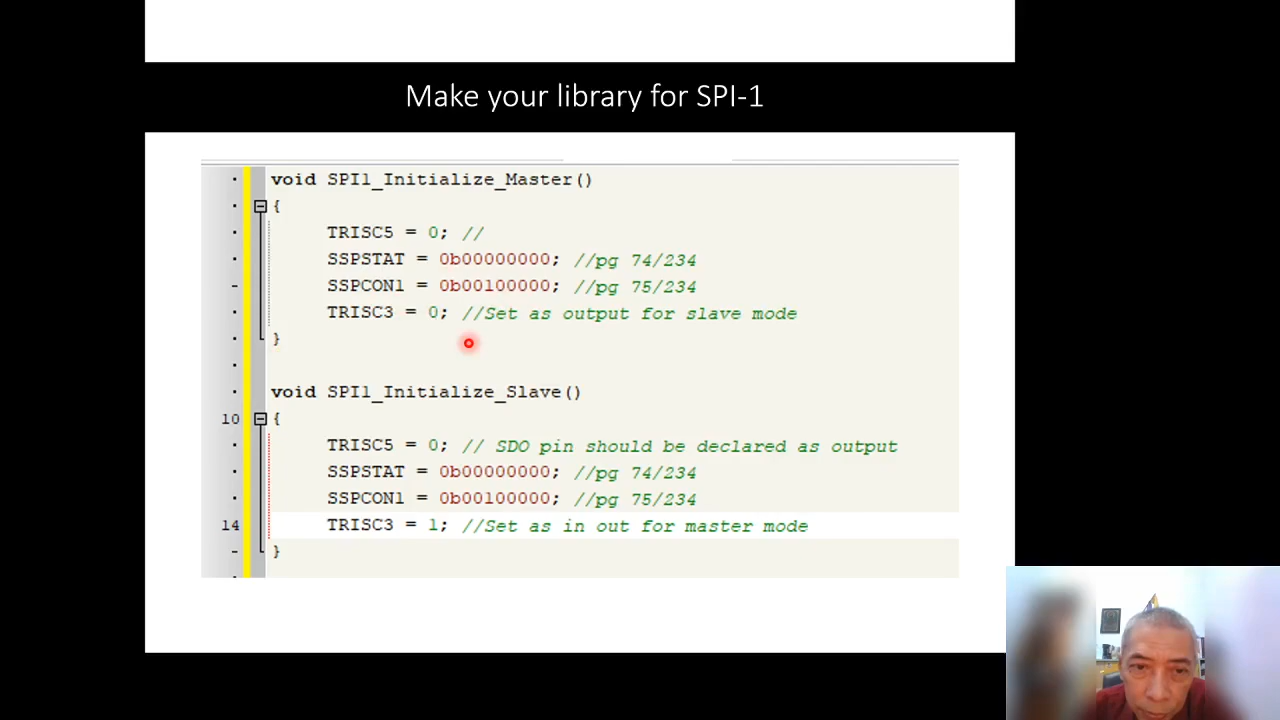 Make your library for SPI-1
void SPI1_Initialize_Master()
{
TRISC5 = 0; //
SSPSTAT = 0b00000000; //pg 74/234
SSPCON1 = 0b00100000; //pg 75/234
TRISC3 = 0; //Set as output for slave mode
}
void SPI1_Initialize_Slave()
10 {
TRISC5 = 0; // SDO pin should be declared as output
SSPSTAT = 0b00000000; //pg 74/234
SSPCON1 = 0b00100000; //pg 75/234
14 TRISC3 = 1; //Set as in out for master mode
}